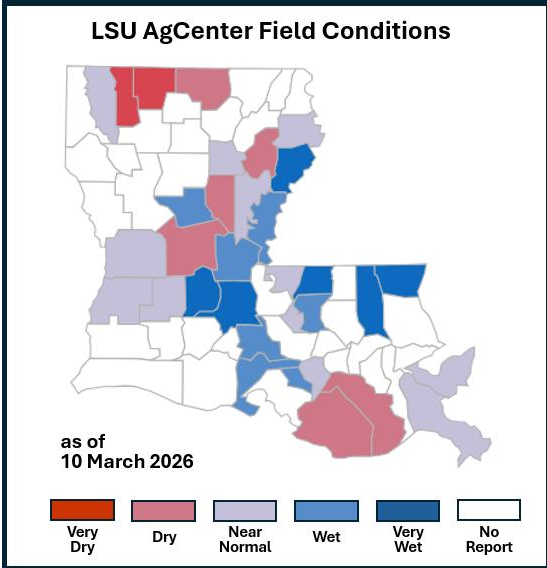 LSU AgCenter Field Conditions
as of
10 March 2026
Very
Dry
Dry
Near
Normal
Wet
Very
Wet
No
Report